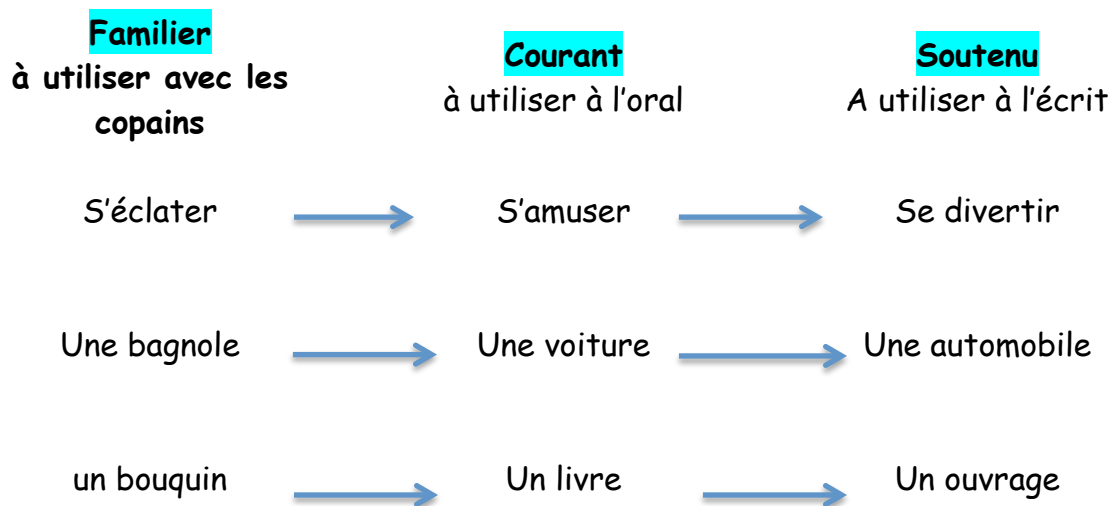 Familier
à utiliser avec les
copains
Courant
à utiliser à l'oral
Soutenu
A utiliser à l'écrit
S'éclater
S'amuser
Se divertir
Une bagnole
Une voiture
Une automobile
un bouquin
Un livre
Un ouvrage